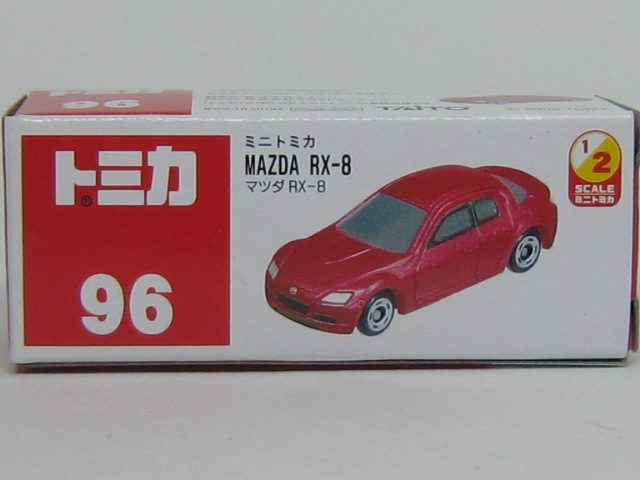 96
TAITO
トミカ®
96
ミニトミカ
MAZDA RX-8
マツダ RX-8
1/2
SCALE
ミニトミカ